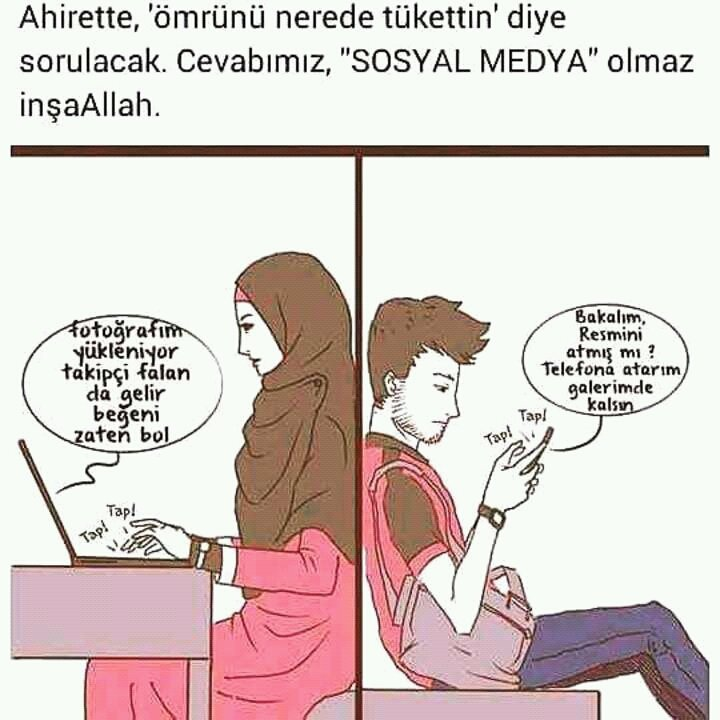 Ahirette, 'ömrünü nerede tükettin' diye
sorulacak. Cevabımız, "SOSYAL MEDYA" olmaz
inşaAllah.
fotoğrafım
yükleniyor
takipçi falan
da gelir
beğeni
zaten bol
Tap!
Tap!
Bakalım,
Resmini
atmış mı ?
Telefona atarım
galerimde
kalsın
Tap!
Tap!